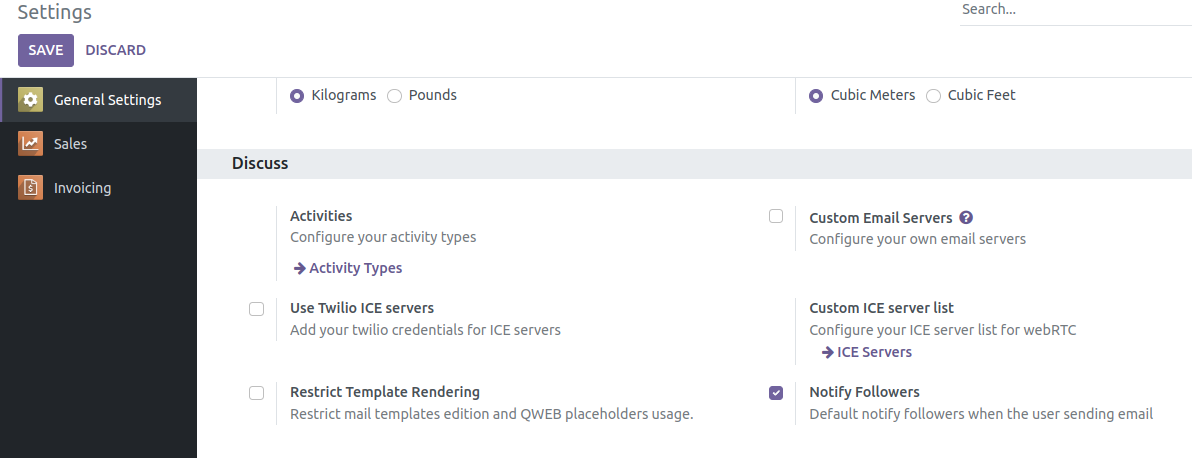 Settings
Search...
SAVE DISCARD
General Settings
Sales
Invoicing
Kilograms Pounds
Cubic Meters Cubic Feet
Discuss
Activities
Configure your activity types
Activity Types
Custom Email Servers ?
Configure your own email servers
Use Twilio ICE servers
Add your twilio credentials for ICE servers
Custom ICE server list
Configure your ICE server list for webRTC
ICE Servers
Restrict Template Rendering
Restrict mail templates edition and QWEB placeholders usage.
Notify Followers
Default notify followers when the user sending email